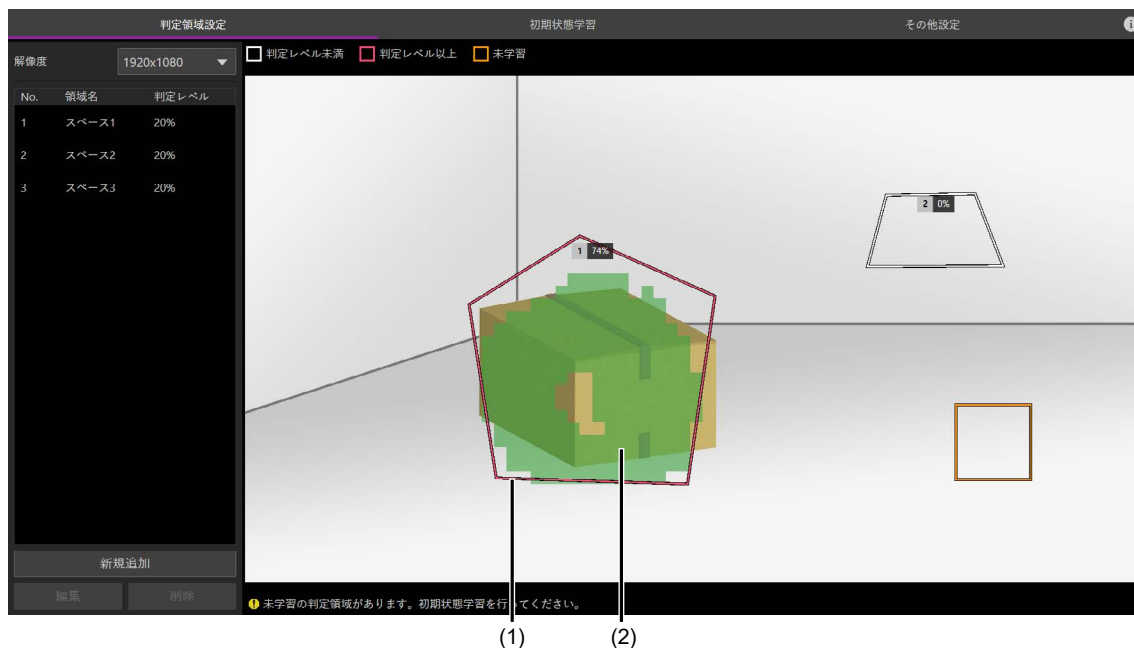 判定領域設定 初期状態学習 その他設定 i
解像度 1920x1080
判定レベル未満 判定レベル以上 未学習
No. 領域名 判定レベル
1 スペース1 20%
2 スペース2 20%
3 スペース3 20%
2 0%
1 74%
新規追加
編集 削除
未学習の判定領域があります。初期状態学習を行ってください。
(1) (2)